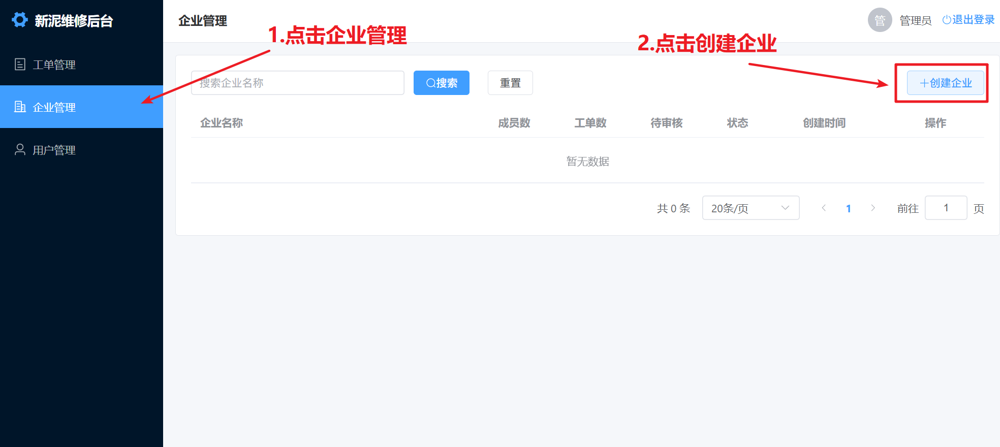 新泥维修后台
工单管理
企业管理
用户管理
企业管理
管
管理员
退出登录
1.点击企业管理
2.点击创建企业
搜索企业名称
搜索
重置
创建企业
企业名称 成员数 工单数 待审核 状态 创建时间 操作
暂无数据
共 0 条 20条/页 1 前往 1 页